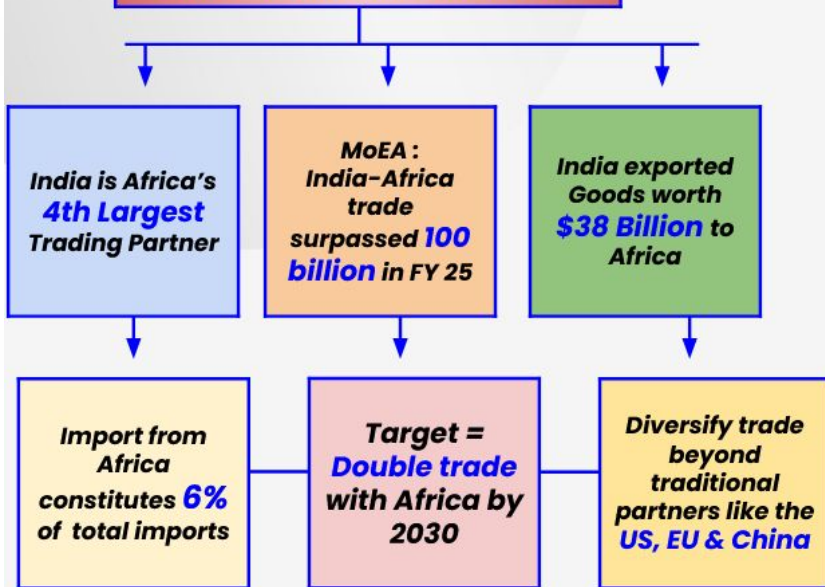 India is Africa's
4th Largest
Trading Partner
MoEA :
India-Africa
trade
surpassed 100
billion in FY 25
India exported
Goods worth
$38 Billion to
Africa
Import from
Africa
constitutes 6%
of total imports
Target =
Double trade
with Africa by
2030
Diversify trade
beyond
traditional
partners like the
US, EU & China